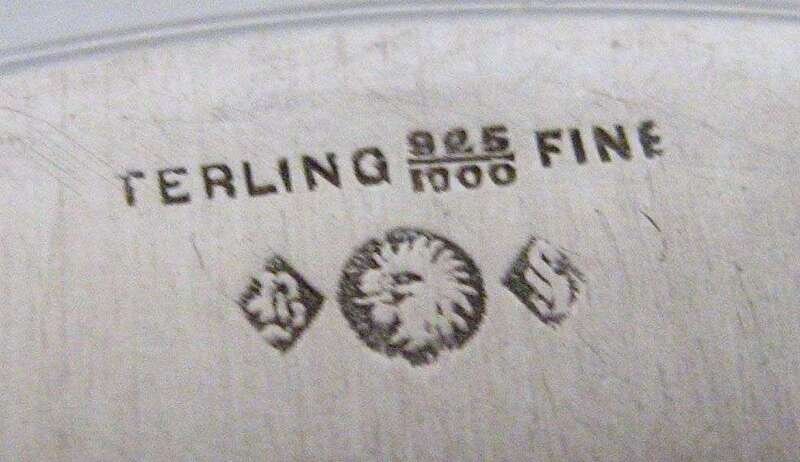 TERLING 925/1000 FINE
S